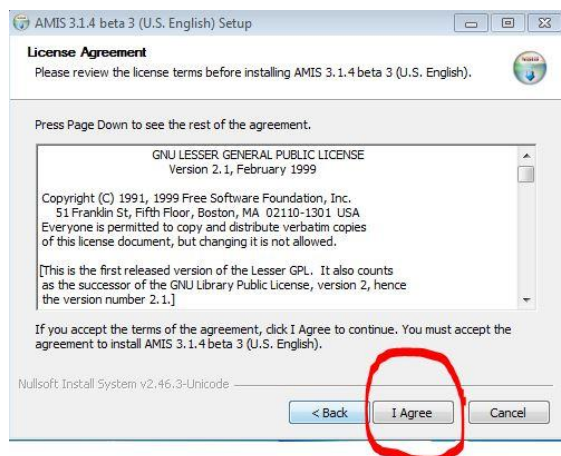 AMIS 3.1.4 beta 3 (U.S. English) Setup
License Agreement
Please review the license terms before installing AMIS 3.1.4 beta 3 (U.S. English).
Press Page Down to see the rest of the agreement.
GNU LESSER GENERAL PUBLIC LICENSE
Version 2.1, February 1999
Copyright (C) 1991, 1999 Free Software Foundation, Inc.
51 Franklin St, Fifth Floor, Boston, MA 02110-1301 USA
Everyone is permitted to copy and distribute verbatim copies
of this license document, but changing it is not allowed.
[This is the first released version of the Lesser GPL. It also counts
as the successor of the GNU Library Public License, version 2, hence
the version number 2.1.]
If you accept the terms of the agreement, click I Agree to continue. You must accept the
agreement to install AMIS 3.1.4 beta 3 (U.S. English).
Nullsoft Install System v2.46.3-Unicode
< Back I Agree Cancel